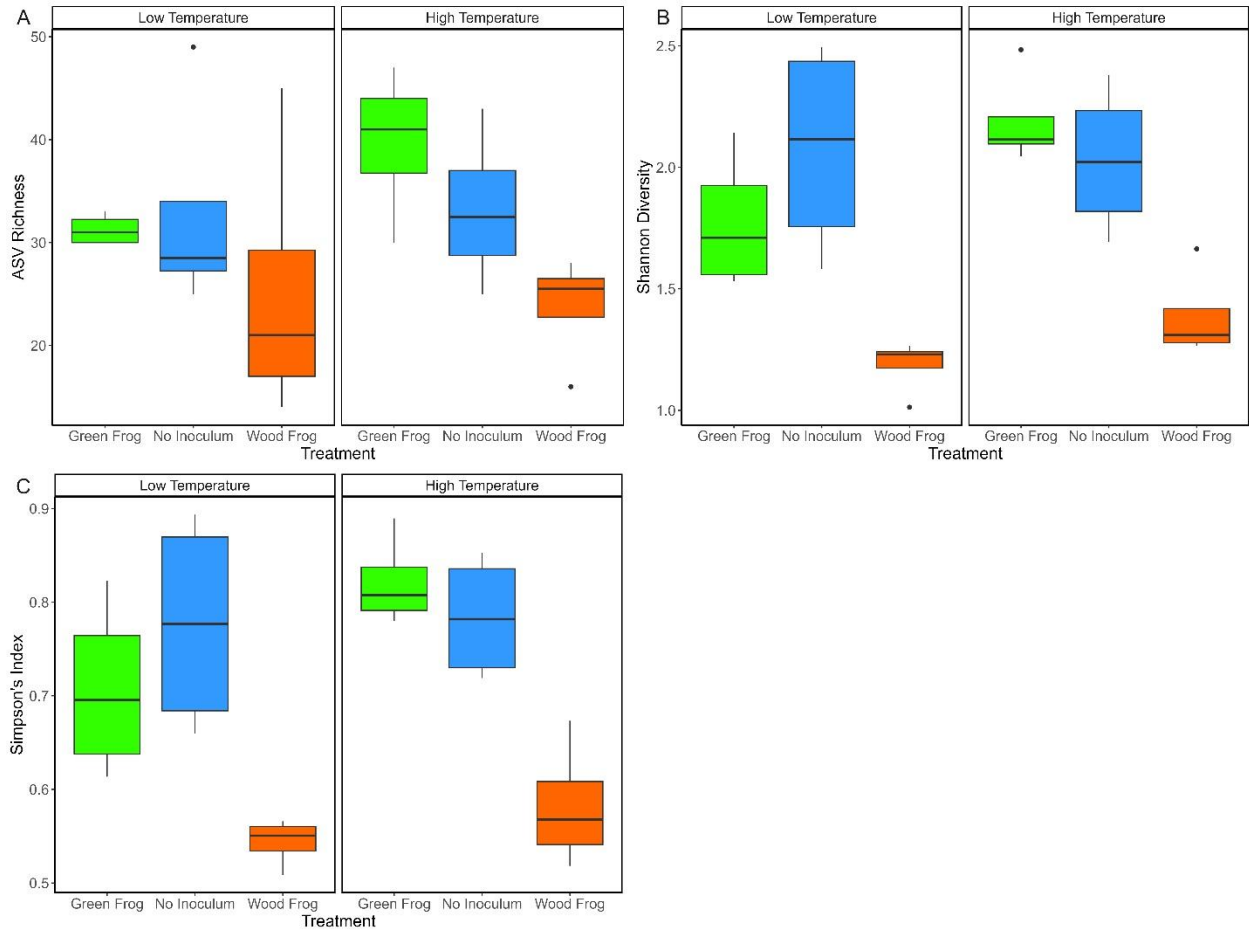 A
Low Temperature
High Temperature
50
40
30
20
ASV Richness
Green Frog No Inoculum Wood Frog
Green Frog No Inoculum Wood Frog
Treatment
B
Low Temperature
High Temperature
2.5
2.0
1.5
1.0
Shannon Diversity
Green Frog No Inoculum Wood Frog
Green Frog No Inoculum Wood Frog
Treatment
C
Low Temperature
High Temperature
0.9
0.8
0.7
0.6
0.5
Simpson's Index
Green Frog No Inoculum Wood Frog
Green Frog No Inoculum Wood Frog
Treatment